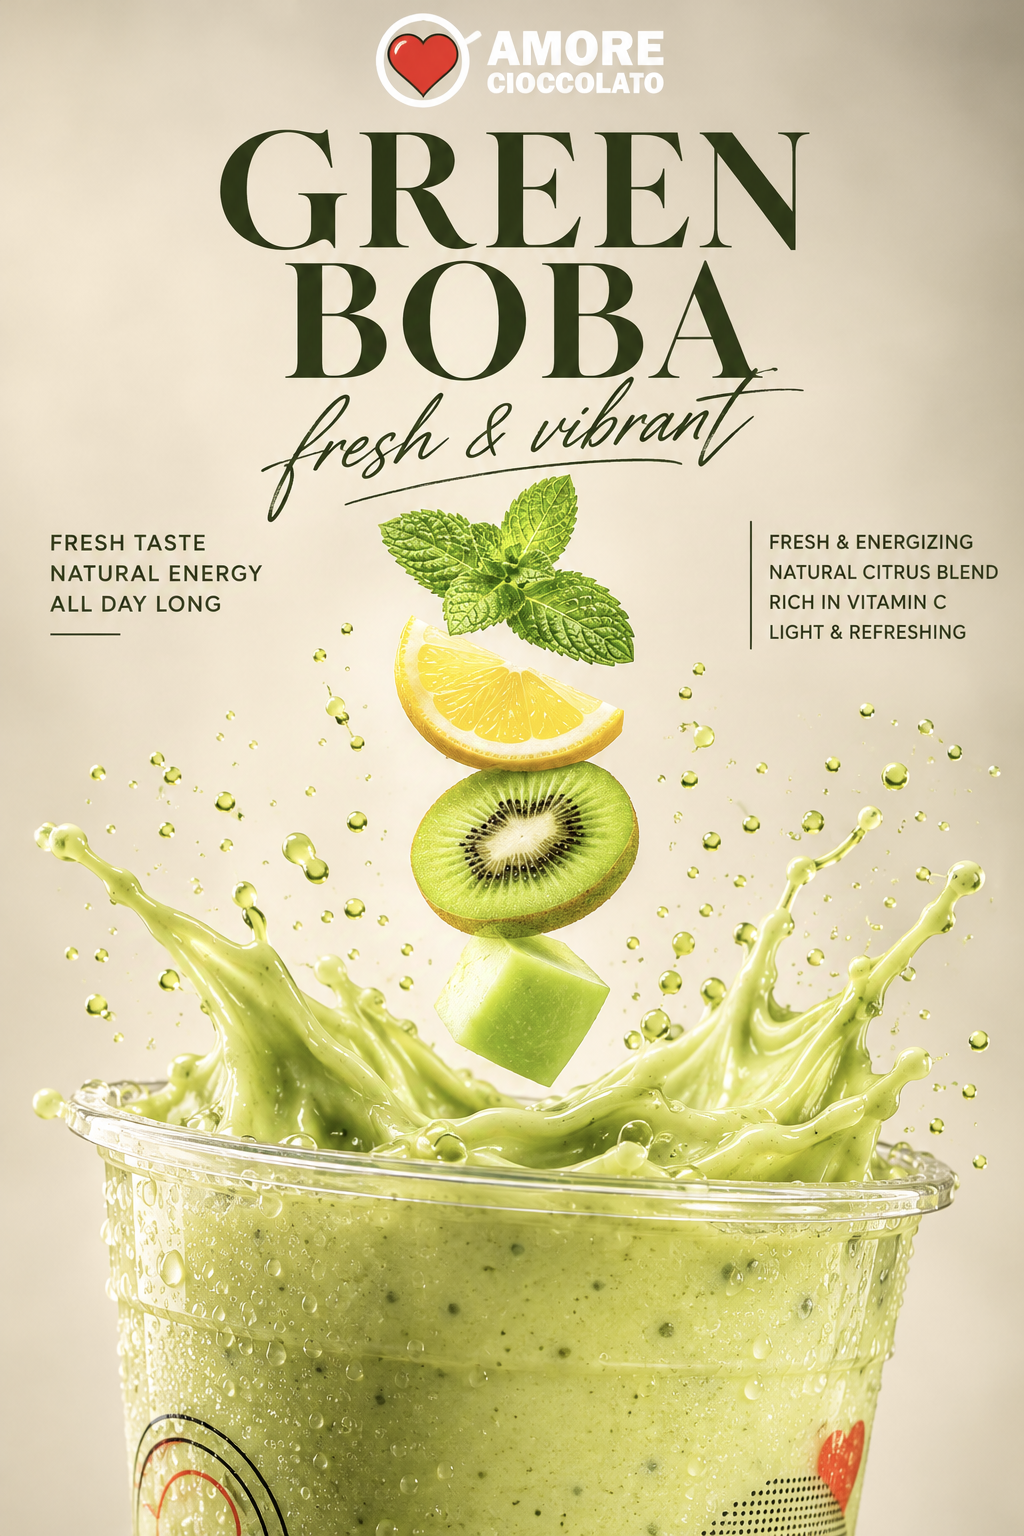 AMORE
CIOCCOLATO
GREEN
BOBA
fresh & vibrant
FRESH TASTE
NATURAL ENERGY
ALL DAY LONG
FRESH & ENERGIZING
NATURAL CITRUS BLEND
RICH IN VITAMIN C
LIGHT & REFRESHING